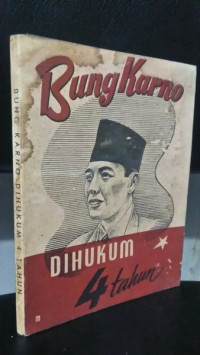 Bung Karno
DIHUKUM
4 tahun
BUNG KARNO DIHUKUM 4 TAHUN